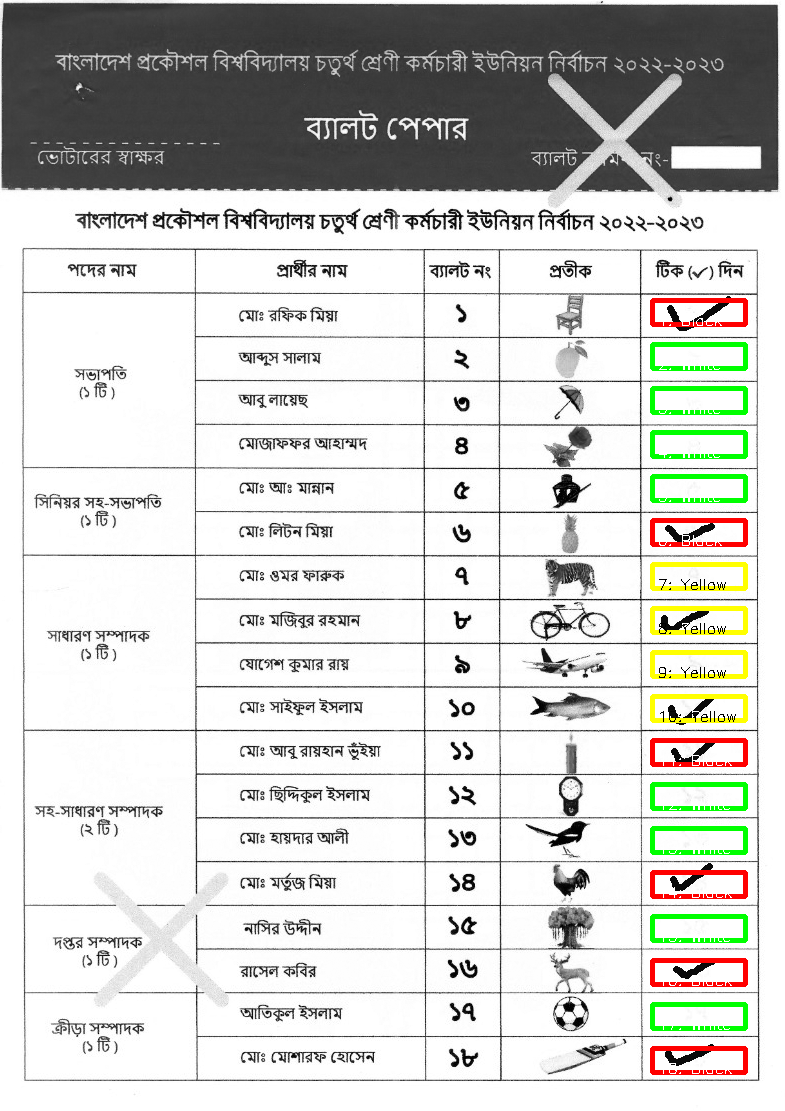 বাংলাদেশ প্রকৌশল বিশ্ববিদ্যালয় চতুর্থ শ্রেণী কর্মচারী ইউনিয়ন নির্বাচন ২০২২-২০২৩
ব্যালট পেপার
ভোটারের স্বাক্ষর
ব্যালট নং-
বাংলাদেশ প্রকৌশল বিশ্ববিদ্যালয় চতুর্থ শ্রেণী কর্মচারী ইউনিয়ন নির্বাচন ২০২২-২০২৩
পদের নাম প্রার্থীর নাম ব্যালট নং প্রতীক টিক (✓) দিন
সভাপতি
(১ টি )
মোঃ রফিক মিয়া ১ 1: Black
আব্দুস সালাম ২ 2: White
আবু লায়েছ ৩ 3: White
মোজাফফর আহাম্মদ ৪ 4: White
সিনিয়র সহ-সভাপতি
(১ টি )
মোঃ আঃ মান্নান ৫ 5: White
মোঃ লিটন মিয়া ৬ 6: Black
সাধারণ সম্পাদক
(১ টি )
মোঃ ওমর ফারুক ৭ 7: Yellow
মোঃ মজিবুর রহমান ৮ 8: Yellow
যোগেশ কুমার রায় ৯ 9: Yellow
মোঃ সাইফুল ইসলাম ১০ 10: Yellow
সহ-সাধারণ সম্পাদক
(২ টি )
মোঃ আবু রায়হান ভুঁইয়া ১১ 11: Black
মোঃ ছিদ্দিকুল ইসলাম ১২ 12: White
মোঃ হায়দার আলী ১৩ 13: White
মোঃ মর্তুজ মিয়া ১৪ 14: Black
দপ্তর সম্পাদক
(১ টি )
নাসির উদ্দীন ১৫ 15: White
রাসেল কবির ১৬ 16: Black
ক্রীড়া সম্পাদক
(১ টি )
আতিকুল ইসলাম ১৭ 17: White
মোঃ মোশারফ হোসেন ১৮ 18: Black